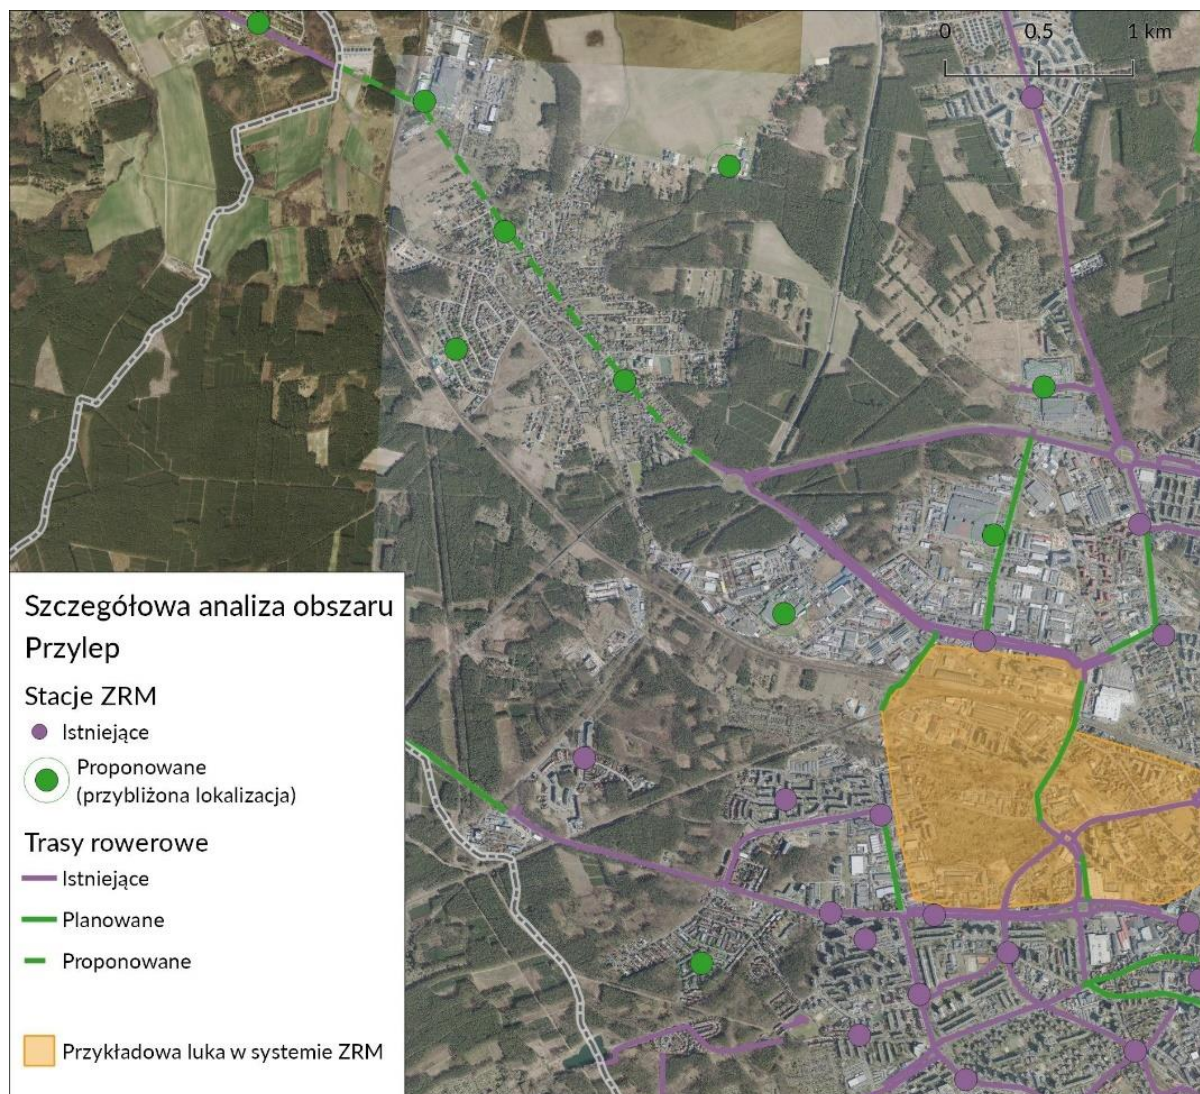 0 0,5 1 km
Szczegółowa analiza obszaru
Przylep
Stacje ZRM
Istniejące
Proponowane
(przybliżona lokalizacja)
Trasy rowerowe
Istniejące
Planowane
Proponowane
Przykładowa luka w systemie ZRM